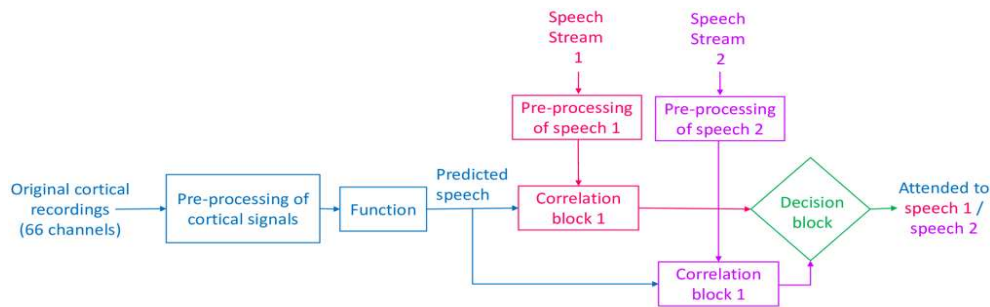 Speech
Stream
1
Speech
Stream
2
Pre-processing
of speech 1
Pre-processing
of speech 2
Original cortical
recordings
(66 channels)
Pre-processing of
cortical signals
Function
Predicted
speech
Correlation
block 1
Decision
block
Attended to
speech 1 /
speech 2
Correlation
block 1